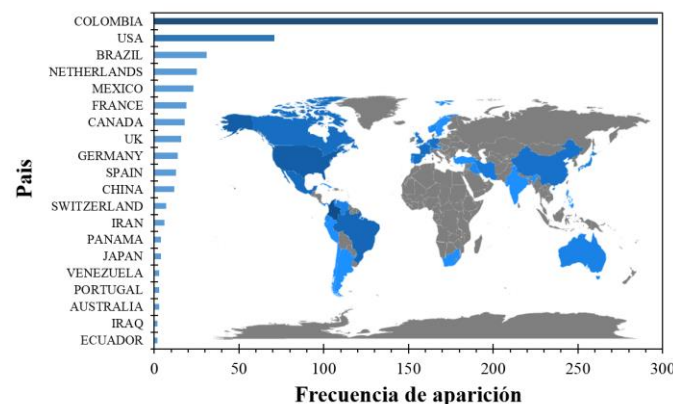 COLOMBIA
USA
BRAZIL
NETHERLANDS
MEXICO
FRANCE
CANADA
UK
GERMANY
SPAIN
CHINA
SWITZERLAND
IRAN
PANAMA
JAPAN
VENEZUELA
PORTUGAL
AUSTRALIA
IRAQ
ECUADOR
Pais
0 50 100 150 200 250 300
Frecuencia de aparición